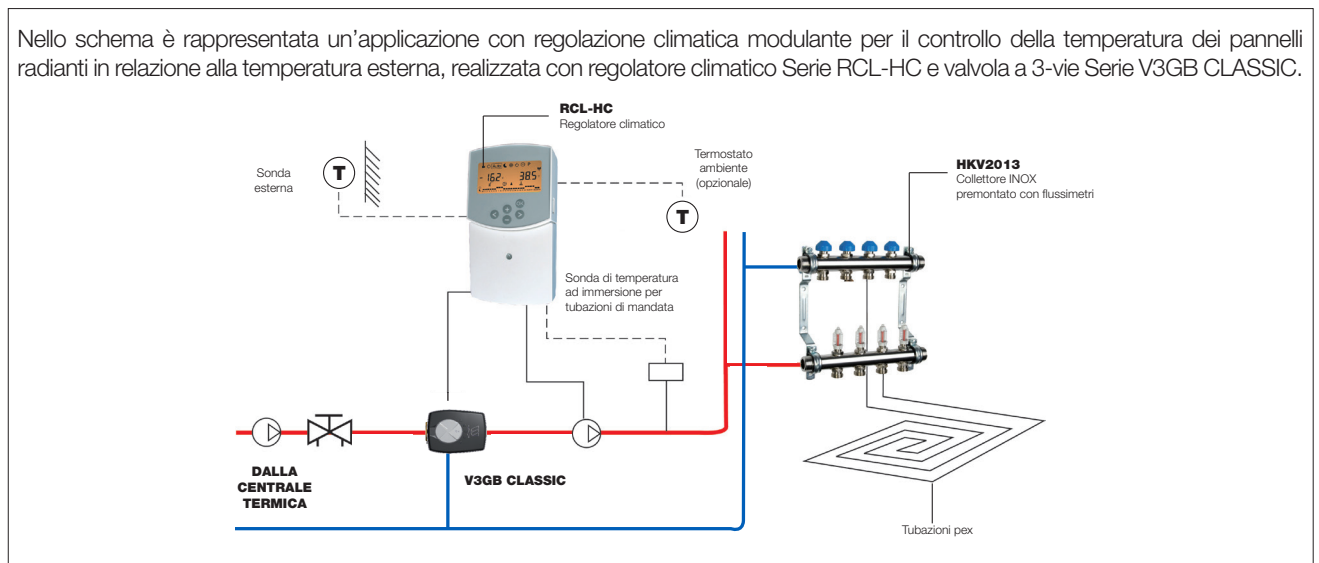 Nello schema è rappresentata un'applicazione con regolazione climatica modulante per il controllo della temperatura dei pannelli
radianti in relazione alla temperatura esterna, realizzata con regolatore climatico Serie RCL-HC e valvola a 3-vie Serie V3GB CLASSIC.
RCL-HC
Regolatore climatico
Sonda
esterna
T
Termostato
ambiente
(opzionale)
T
HKV2013
Collettore INOX
premontato con flussimetri
Sonda di temperatura
ad immersione per
tubazioni di mandata
DALLA
CENTRALE
TERMICA
V3GB CLASSIC
Tubazioni pex